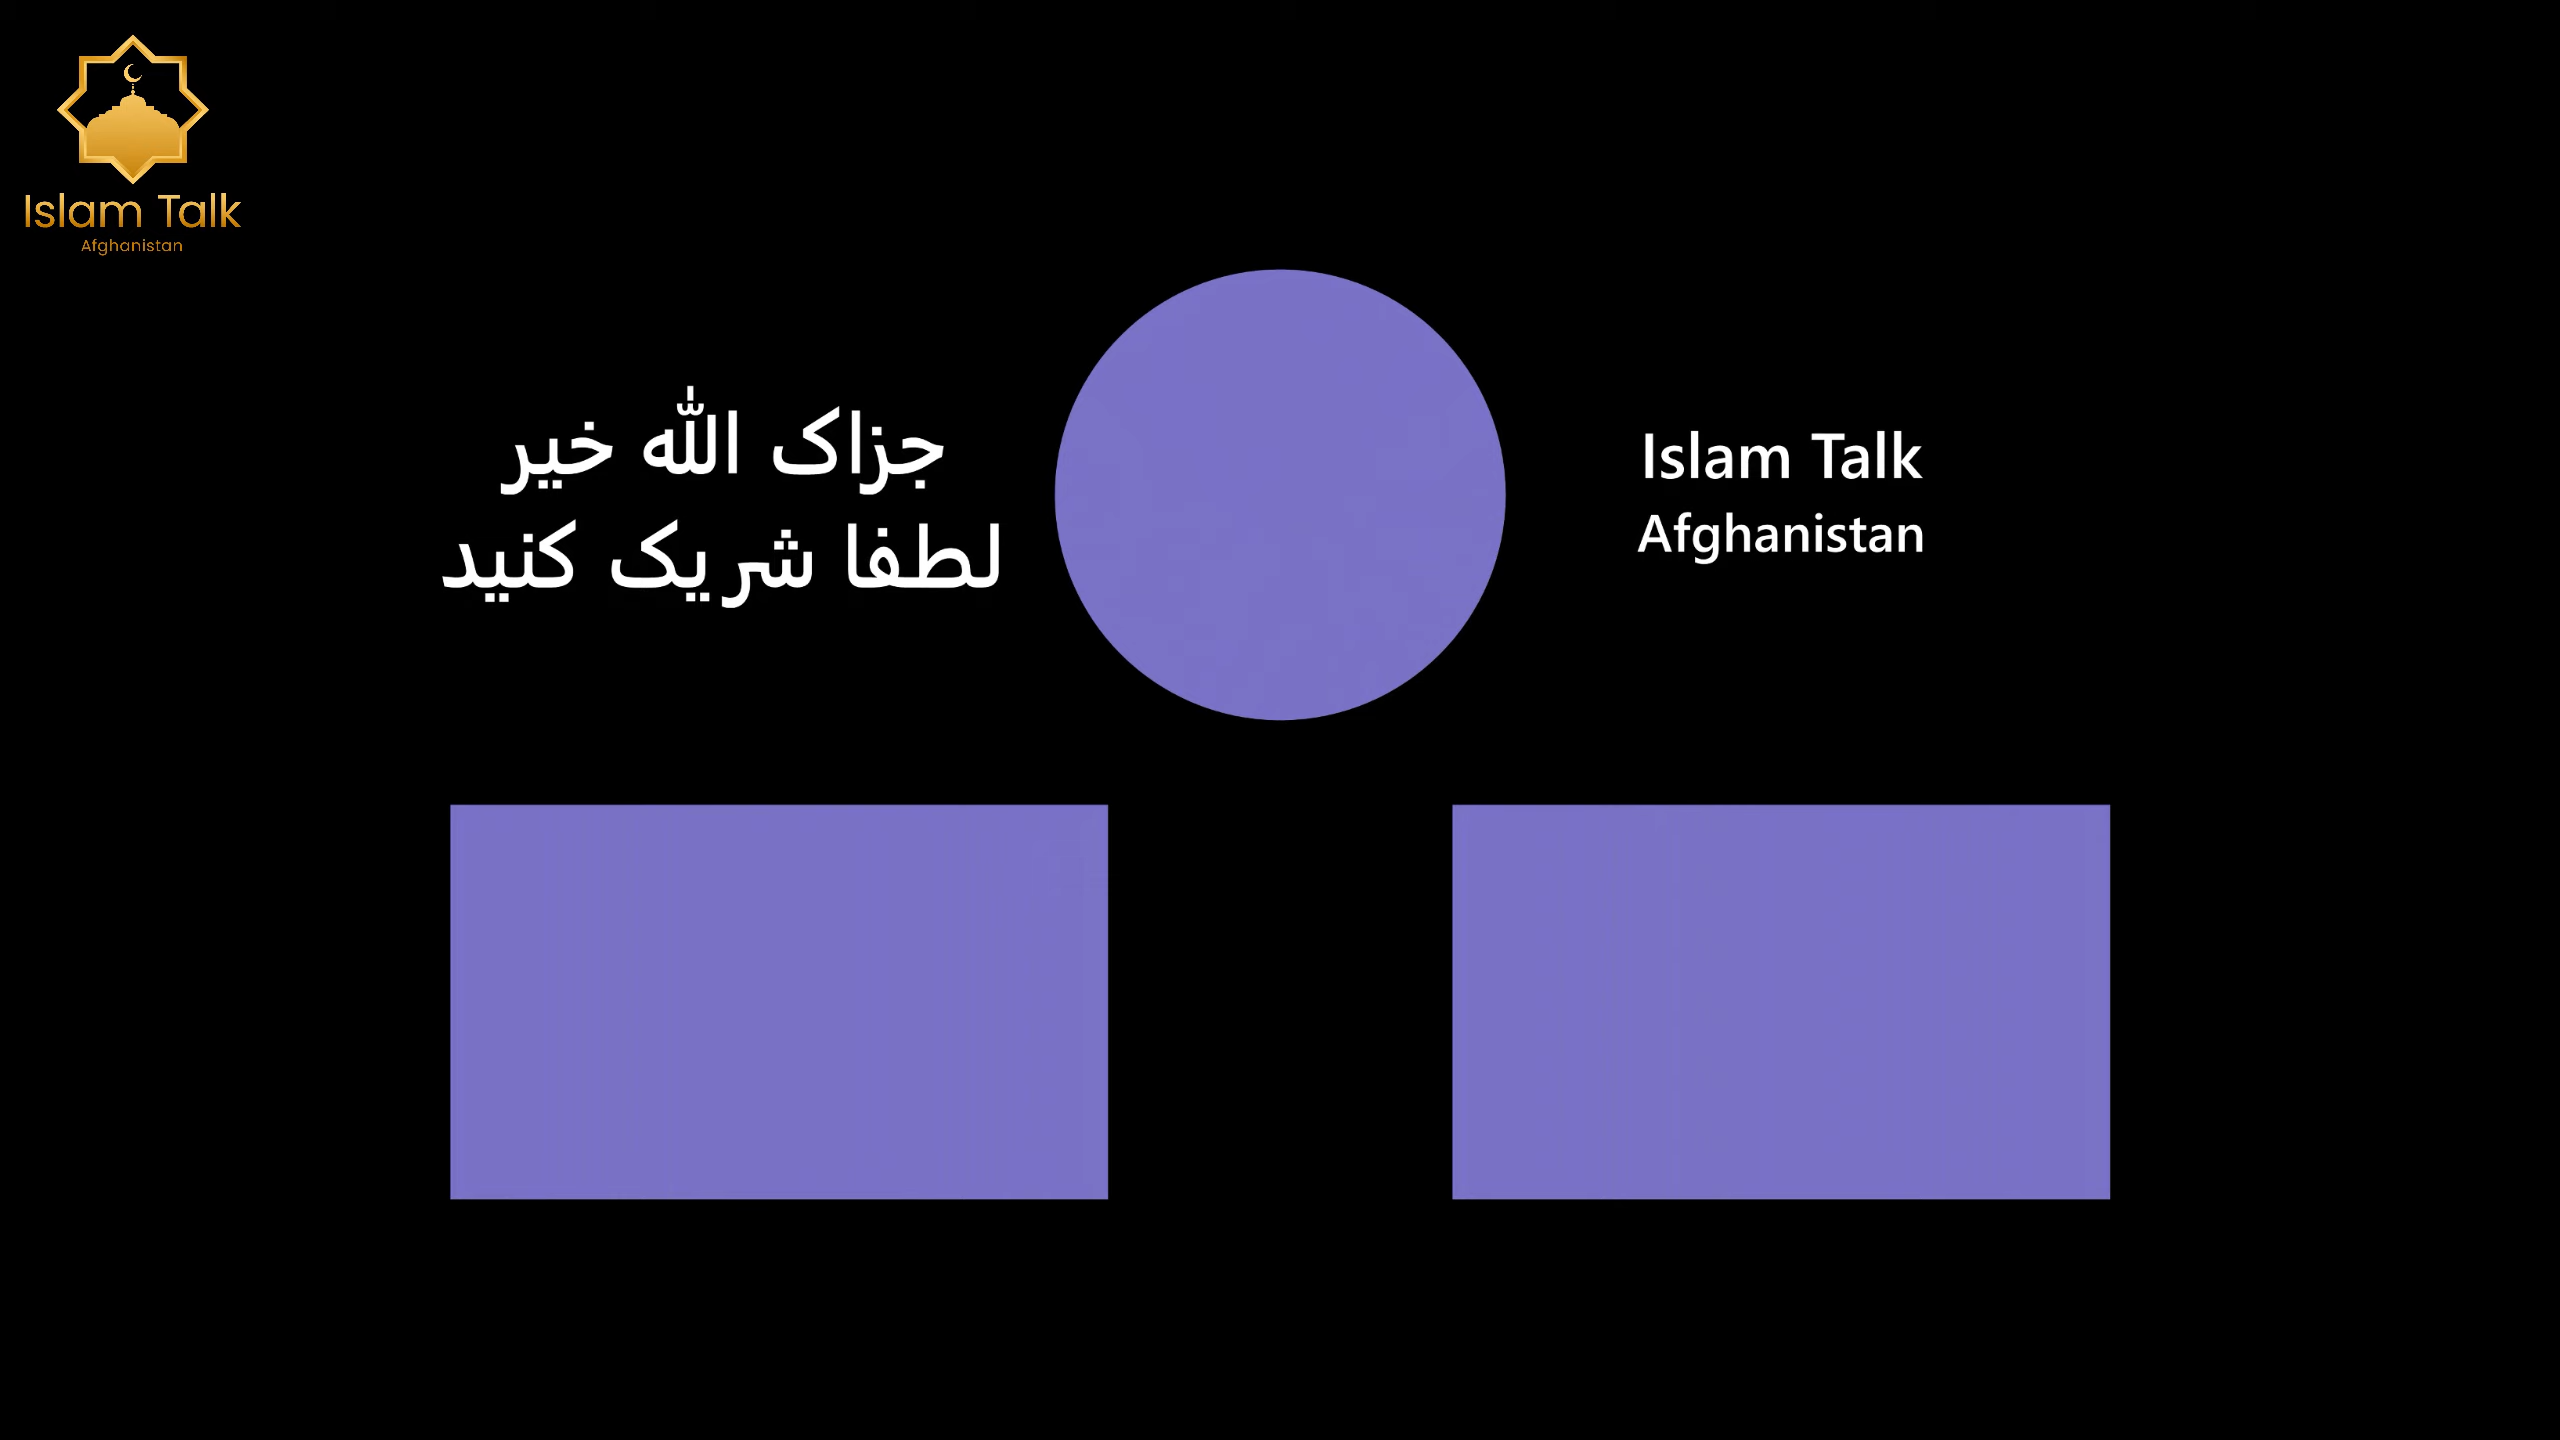 Islam Talk
Afghanistan
جزاک الله خیر
لطفا شریک کنید
Islam Talk
Afghanistan